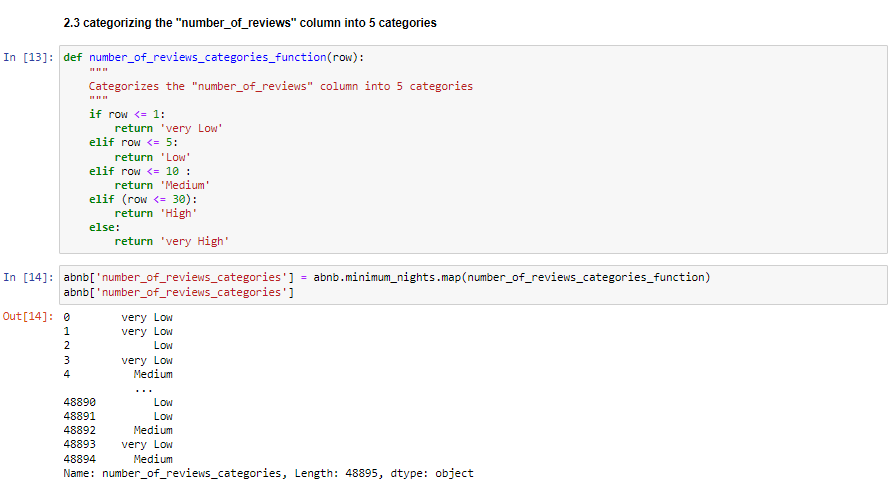 2.3 categorizing the "number_of_reviews" column into 5 categories
In [13]: def number_of_reviews_categories_function(row):
"""
Categorizes the "number_of_reviews" column into 5 categories
"""
if row <= 1:
return 'very Low'
elif row <= 5:
return 'Low'
elif row <= 10 :
return 'Medium'
elif (row <= 30):
return 'High'
else:
return 'very High'
In [14]: abnb['number_of_reviews_categories'] = abnb.minimum_nights.map(number_of_reviews_categories_function)
abnb['number_of_reviews_categories']
Out[14]: 0 very Low
1 very Low
2 Low
3 very Low
4 Medium
...
48890 Low
48891 Low
48892 Medium
48893 very Low
48894 Medium
Name: number_of_reviews_categories, Length: 48895, dtype: object